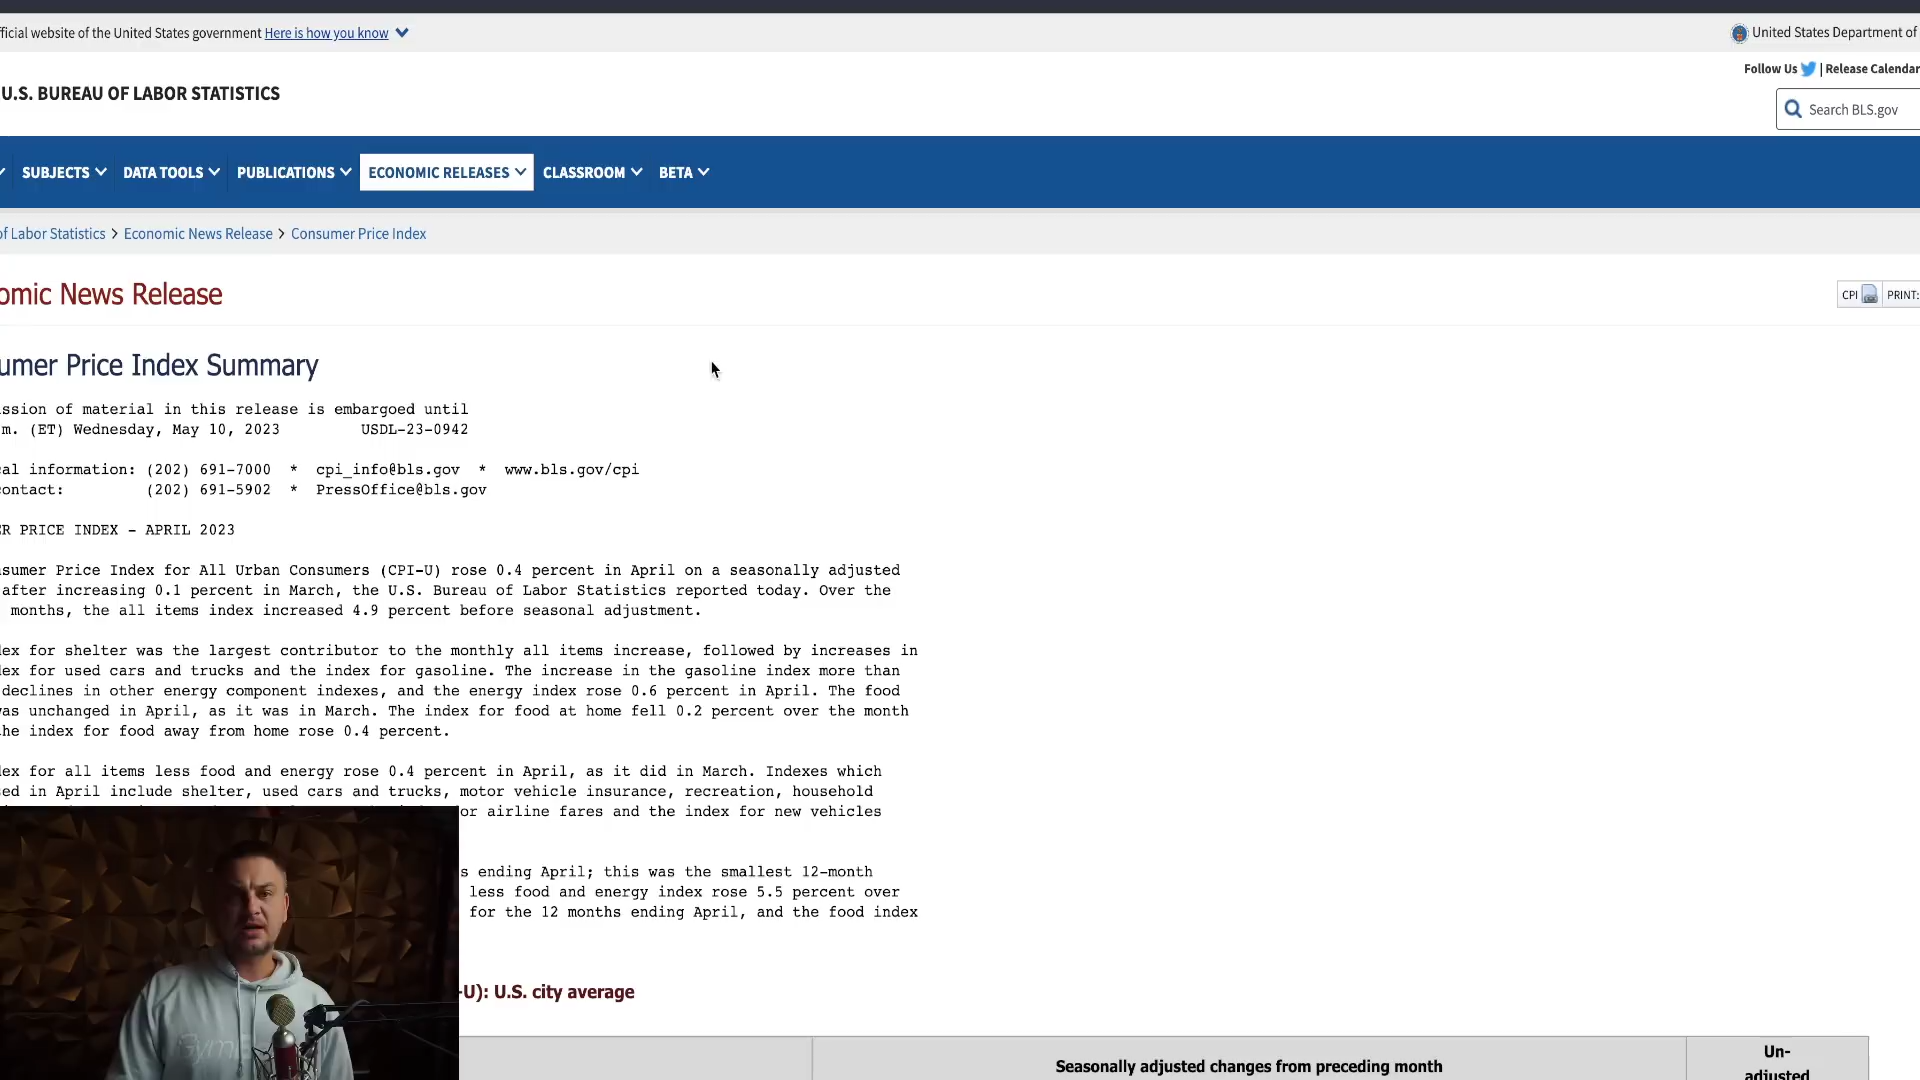 fficial website of the United States government Here is how you know
United States Department of
Follow Us | Release Calendar
U.S. BUREAU OF LABOR STATISTICS
Search BLS.gov
SUBJECTS DATA TOOLS PUBLICATIONS ECONOMIC RELEASES CLASSROOM BETA
of Labor Statistics > Economic News Release > Consumer Price Index
omic News Release
CPI PRINT:
umer Price Index Summary
ssion of material in this release is embargoed until
m. (ET) Wednesday, May 10, 2023 USDL-23-0942
cal information: (202) 691-7000 * cpi_info@bls.gov * www.bls.gov/cpi
contact: (202) 691-5902 * PressOffice@bls.gov
ER PRICE INDEX - APRIL 2023
nsumer Price Index for All Urban Consumers (CPI-U) rose 0.4 percent in April on a seasonally adjusted
after increasing 0.1 percent in March, the U.S. Bureau of Labor Statistics reported today. Over the
months, the all items index increased 4.9 percent before seasonal adjustment.
dex for shelter was the largest contributor to the monthly all items increase, followed by increases in
dex for used cars and trucks and the index for gasoline. The increase in the gasoline index more than
declines in other energy component indexes, and the energy index rose 0.6 percent in April. The food
was unchanged in April, as it was in March. The index for food at home fell 0.2 percent over the month
the index for food away from home rose 0.4 percent.
dex for all items less food and energy rose 0.4 percent in April, as it did in March. Indexes which
sed in April include shelter, used cars and trucks, motor vehicle insurance, recreation, household
or airline fares and the index for new vehicles
s ending April; this was the smallest 12-month
less food and energy index rose 5.5 percent over
for the 12 months ending April, and the food index
-U): U.S. city average
Seasonally adjusted changes from preceding month
Un-
adjusted